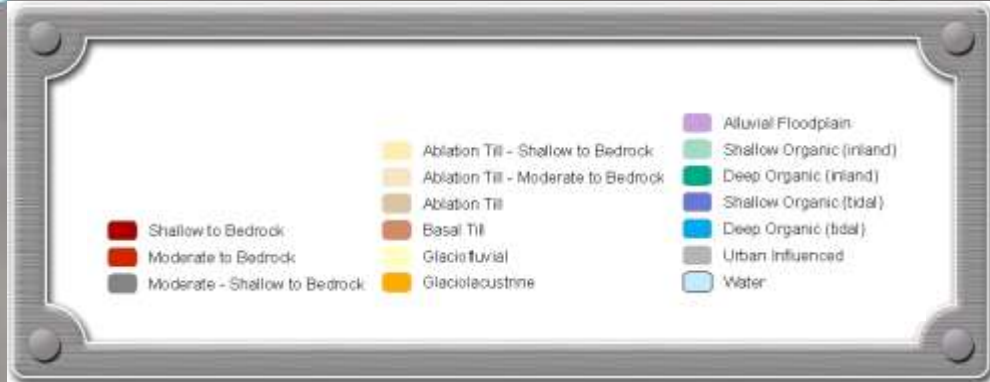 Shallow to Bedrock
Moderate to Bedrock
Moderate - Shallow to Bedrock
Ablation Till - Shallow to Bedrock
Ablation Till - Moderate to Bedrock
Ablation Till
Basal Till
Glaciofluvial
Glaciolacustrine
Alluvial Floodplain
Shallow Organic (inland)
Deep Organic (inland)
Shallow Organic (tidal)
Deep Organic (tidal)
Urban Influenced
Water